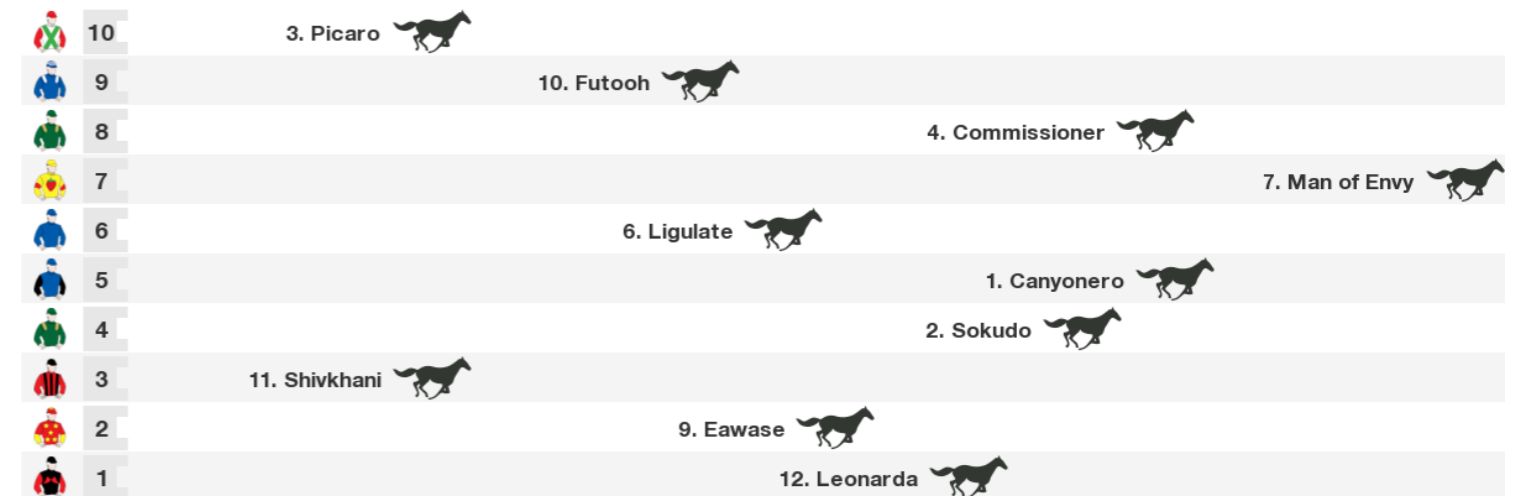 10 3. Picaro
9 10. Futooh
8 4. Commissioner
7 7. Man of Envy
6 6. Ligulate
5 1. Canyonero
4 2. Sokudo
3 11. Shivkhani
2 9. Eawase
1 12. Leonarda